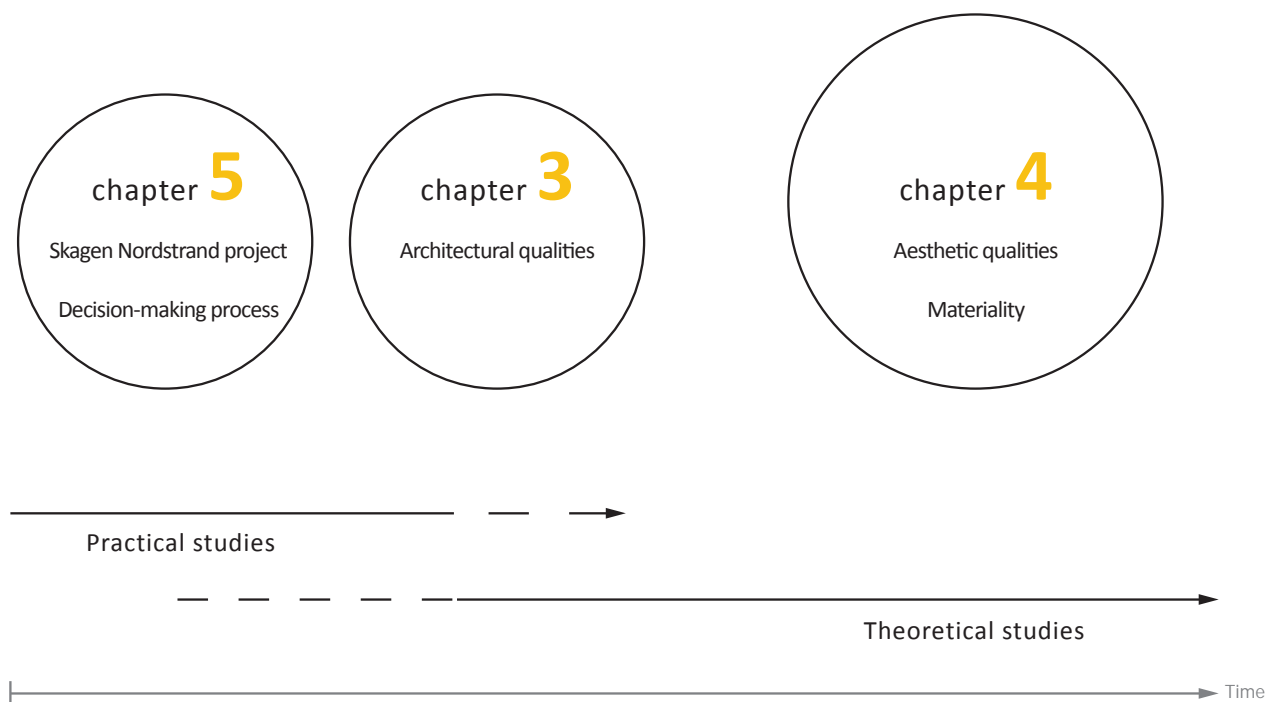 chapter 5
Skagen Nordstrand project
Decision-making process
chapter 3
Architectural qualities
chapter 4
Aesthetic qualities
Materiality
Practical studies
Theoretical studies
Time